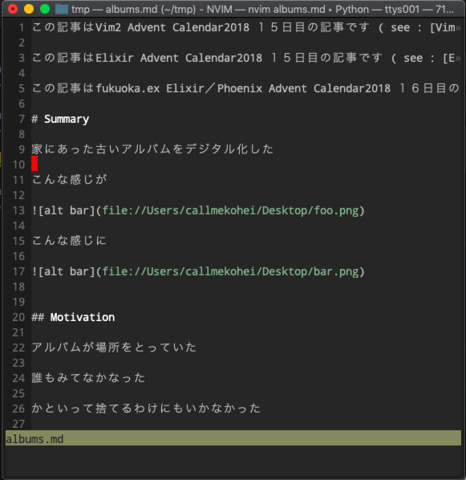 tmp — albums.md (~/tmp) - NVIM — nvim albums.md • Python — ttys001 — 71...
1 この記事はVim2 Advent Calendar2018 １５日目の記事です ( see : [Vim»
2
3 この記事はElixir Advent Calendar2018 １５日目の記事です ( see : [E»
4
5 この記事はfukuoka.ex Elixir／Phoenix Advent Calendar2018 １６日目の
6
7 # Summary
8
9 家にあった古いアルバムをデジタル化した
10
11 こんな感じが
12
13 ![alt bar](file://Users/callmekohei/Desktop/foo.png)
14
15 こんな感じに
16
17 ![alt bar](file://Users/callmekohei/Desktop/bar.png)
18
19
20 ## Motivation
21
22 アルバムが場所をとっていた
23
24 誰もみてなかなった
25
26 かといって捨てるわけにもいかなかった
27
albums.md